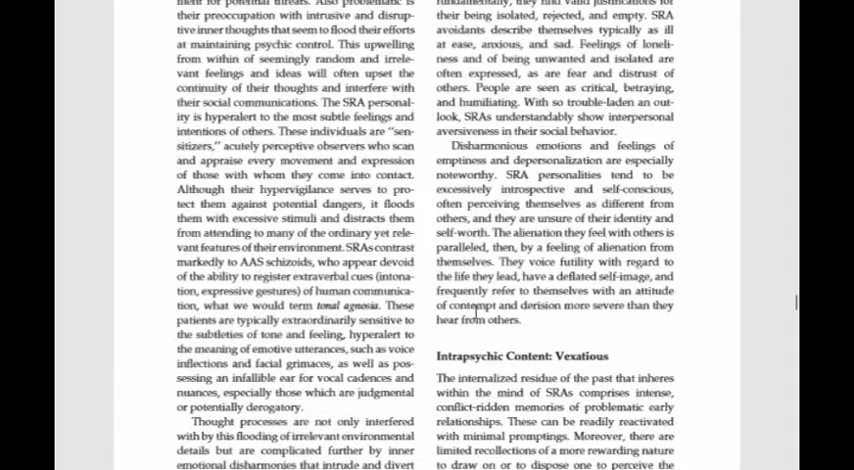 ment for potential threats. Also problematic is
their preoccupation with intrusive and disrup-
tive inner thoughts that seem to flood their efforts
at maintaining psychic control. This upwelling
from within of seemingly random and irrele-
vant feelings and ideas will often upset the
continuity of their thoughts and interfere with
their social communications. The SRA personal-
ity is hyperalert to the most subtle feelings and
intentions of others. These individuals are “sen-
sitizers,” acutely perceptive observers who scan
and appraise every movement and expression
of those with whom they come into contact.
Although their hypervigilance serves to pro-
tect them against potential dangers, it floods
them with excessive stimuli and distracts them
from attending to many of the ordinary yet rele-
vant features of their environment. SRAs contrast
markedly to AAS schizoids, who appear devoid
of the ability to register extraverbal cues (intona-
tion, expressive gestures) of human communica-
tion, what we would term tonal agnosia. These
patients are typically extraordinarily sensitive to
the subtleties of tone and feeling, hyperalert to
the meaning of emotive utterances, such as voice
inflections and facial grimaces, as well as pos-
sessing an infallible ear for vocal cadences and
nuances, especially those which are judgmental
or potentially derogatory.
Thought processes are not only interfered
with by this flooding of irrelevant environmental
details but are complicated further by inner
emotional disharmonies that intrude and divert
fundamentally, they find valid justifications for
their being isolated, rejected, and empty. SRA
avoidants describe themselves typically as ill
at ease, anxious, and sad. Feelings of loneli-
ness and of being unwanted and isolated are
often expressed, as are fear and distrust of
others. People are seen as critical, betraying,
and humiliating. With so trouble-laden an out-
look, SRAs understandably show interpersonal
aversiveness in their social behavior.
Disharmonious emotions and feelings of
emptiness and depersonalization are especially
noteworthy. SRA personalities tend to be
excessively introspective and self-conscious,
often perceiving themselves as different from
others, and they are unsure of their identity and
self-worth. The alienation they feel with others is
paralleled, then, by a feeling of alienation from
themselves. They voice futility with regard to
the life they lead, have a deflated self-image, and
frequently refer to themselves with an attitude
of contempt and derision more severe than they
hear from others.
Intrapsychic Content: Vexatious
The internalized residue of the past that inheres
within the mind of SRAs comprises intense,
conflict-ridden memories of problematic early
relationships. These can be readily reactivated
with minimal promptings. Moreover, there are
limited recollections of a more rewarding nature
to draw on or to dispose one to perceive the